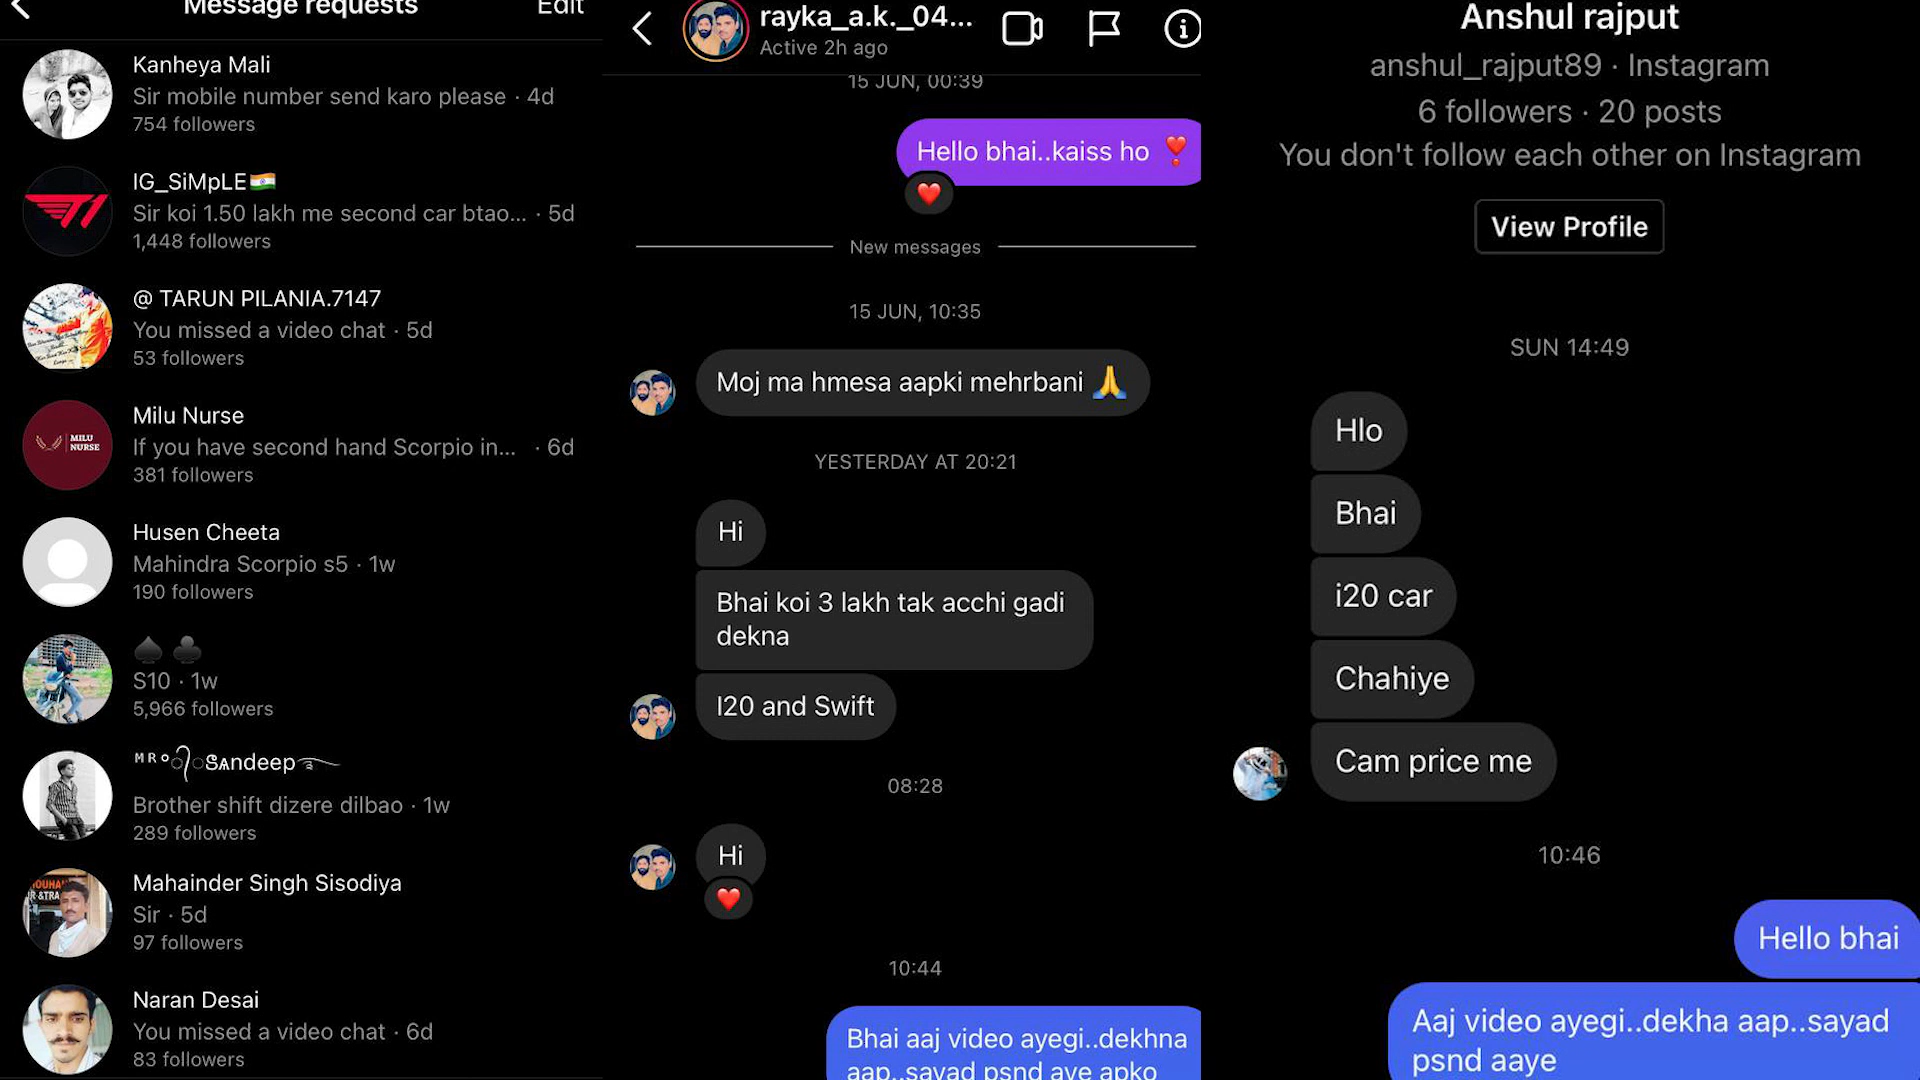 Message requests
Edit
Kanheya Mali
Sir mobile number send karo please · 4d
754 followers
IG_SiMpLE🇮🇳
Sir koi 1.50 lakh me second car btao... · 5d
1,448 followers
@ TARUN PILANIA.7147
You missed a video chat · 5d
53 followers
MILU
NURSE
Milu Nurse
If you have second hand Scorpio in... · 6d
381 followers
Husen Cheeta
Mahindra Scorpio s5 · 1w
190 followers
♠️ ♣️
S10 · 1w
5,966 followers
Brother shift dizere dilbao · 1w
289 followers
Mahainder Singh Sisodiya
Sir · 5d
97 followers
Naran Desai
You missed a video chat · 6d
83 followers
rayka_a.k._04...
Active 2h ago
15 JUN, 00:39
Hello bhai..kaiss ho ❣️
❤️
New messages
15 JUN, 10:35
Moj ma hmesa aapki mehrbani 🙏
YESTERDAY AT 20:21
Hi
Bhai koi 3 lakh tak acchi gadi
dekna
I20 and Swift
08:28
Hi
❤️
10:44
Bhai aaj video ayegi..dekhna
aap..sayad psnd aye apko
Anshul rajput
anshul_rajput89 · Instagram
6 followers · 20 posts
You don't follow each other on Instagram
View Profile
SUN 14:49
Hlo
Bhai
i20 car
Chahiye
Cam price me
10:46
Hello bhai
Aaj video ayegi..dekha aap..sayad
psnd aaye